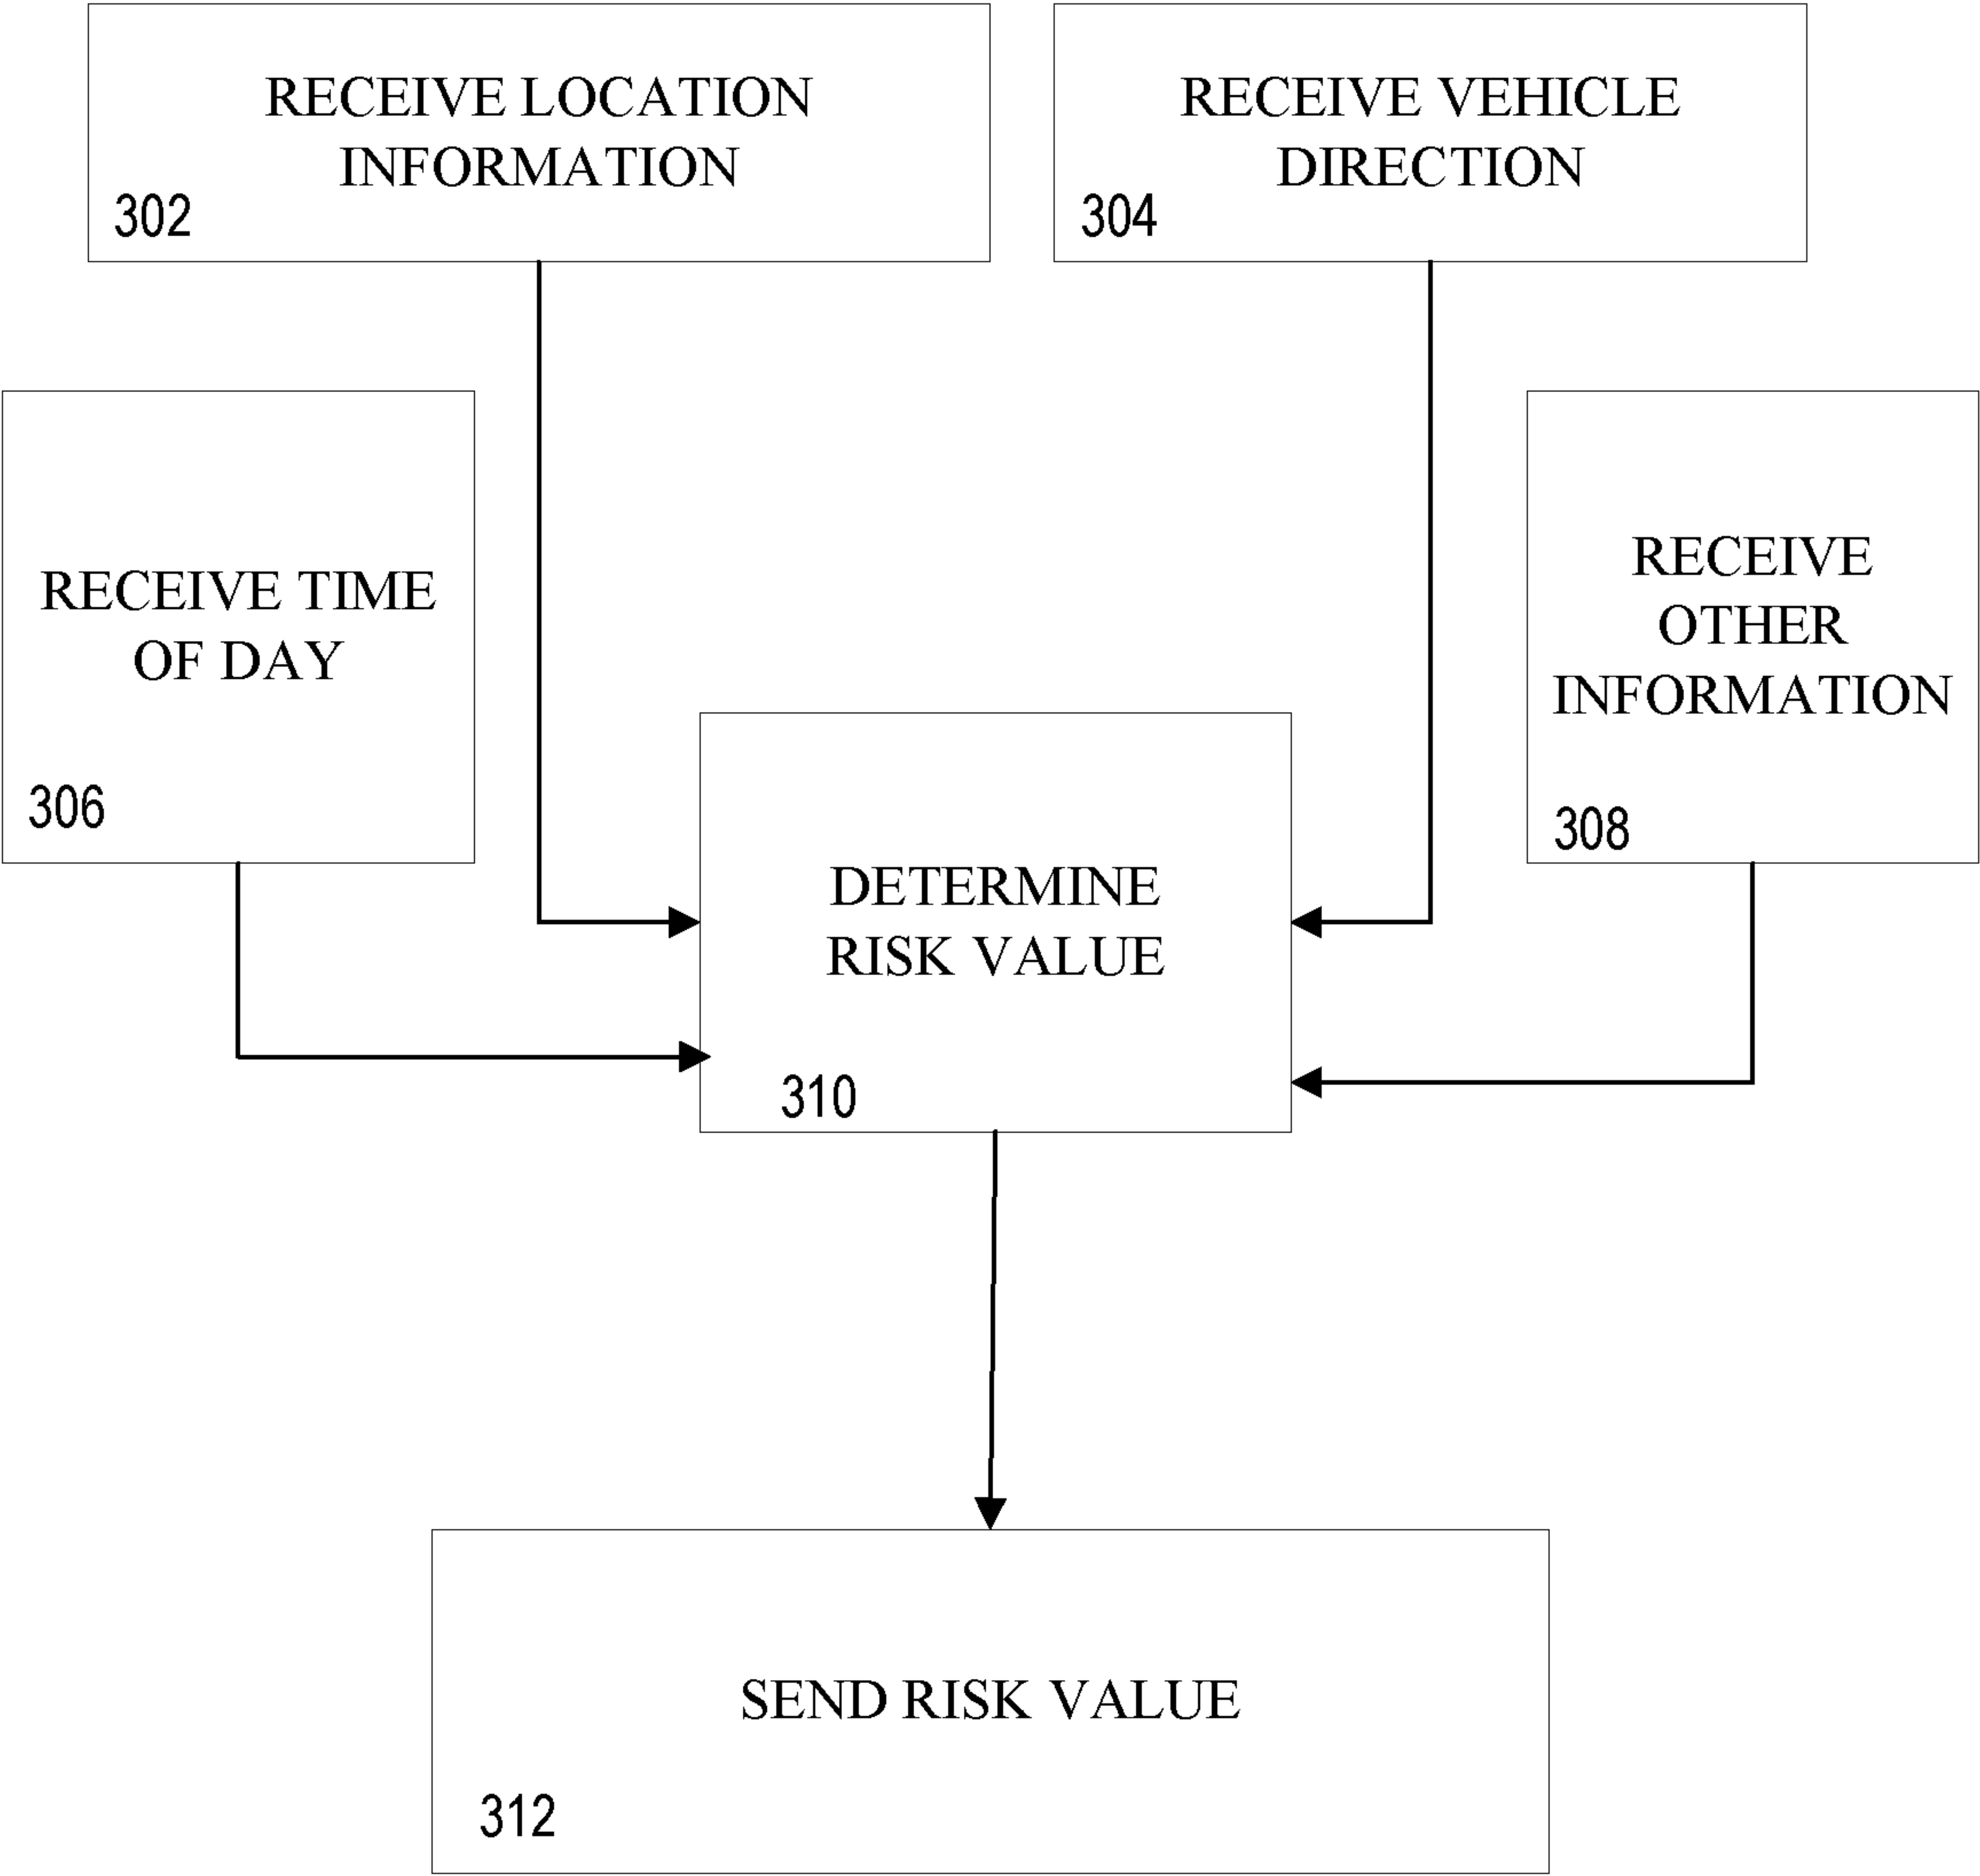 RECEIVE LOCATION
INFORMATION
302
RECEIVE VEHICLE
DIRECTION
304
RECEIVE TIME
OF DAY
306
RECEIVE
OTHER
INFORMATION
308
DETERMINE
RISK VALUE
310
SEND RISK VALUE
312